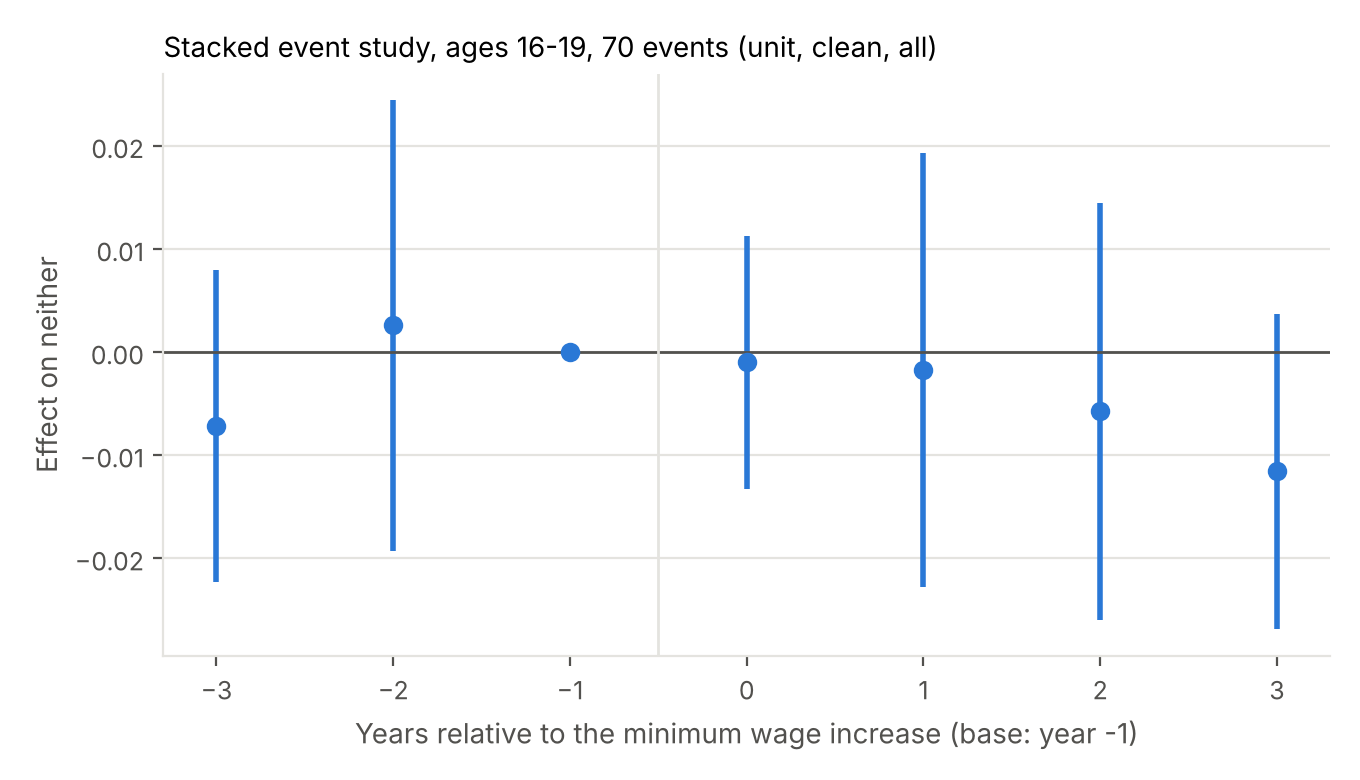 Stacked event study, ages 16-19, 70 events (unit, clean, all)
Effect on neither
0.02
0.01
0.00
−0.01
−0.02
−3 −2 −1 0 1 2 3
Years relative to the minimum wage increase (base: year -1)